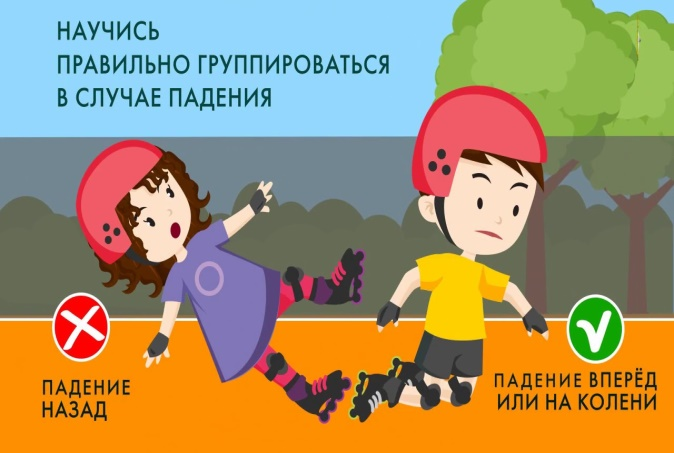 НАУЧИСЬ
ПРАВИЛЬНО ГРУППИРОВАТЬСЯ
В СЛУЧАЕ ПАДЕНИЯ
ПАДЕНИЕ
НАЗАД
ПАДЕНИЕ ВПЕРЁД
ИЛИ НА КОЛЕНИ